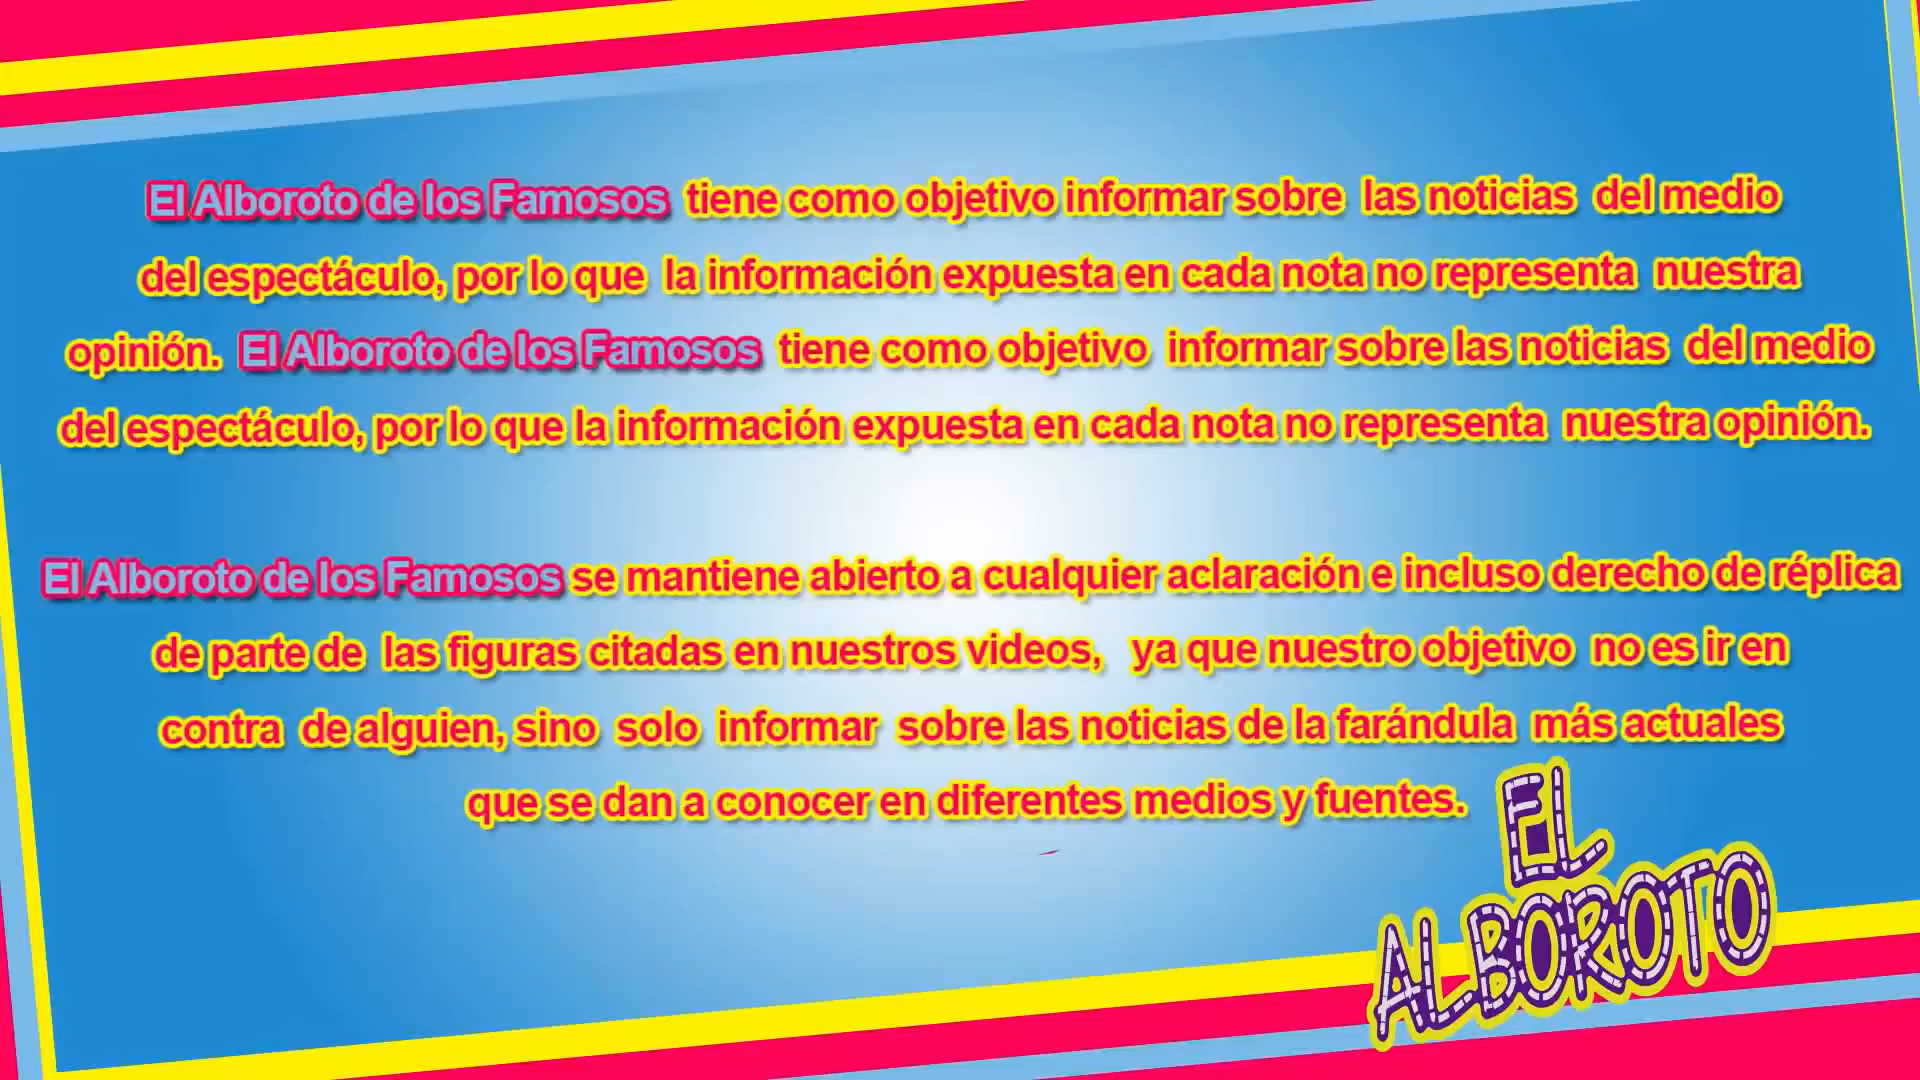 El Alboroto de los Famosos tiene como objetivo informar sobre las noticias del medio
del espectáculo, por lo que la información expuesta en cada nota no representa nuestra
opinión. El Alboroto de los Famosos tiene como objetivo informar sobre las noticias del medio
del espectáculo, por lo que la información expuesta en cada nota no representa nuestra opinión.
El Alboroto de los Famosos se mantiene abierto a cualquier aclaración e incluso derecho de réplica
de parte de las figuras citadas en nuestros videos, ya que nuestro objetivo no es ir en
contra de alguien, sino solo informar sobre las noticias de la farándula más actuales
que se dan a conocer en diferentes medios y fuentes.
EL
ALBOROTO